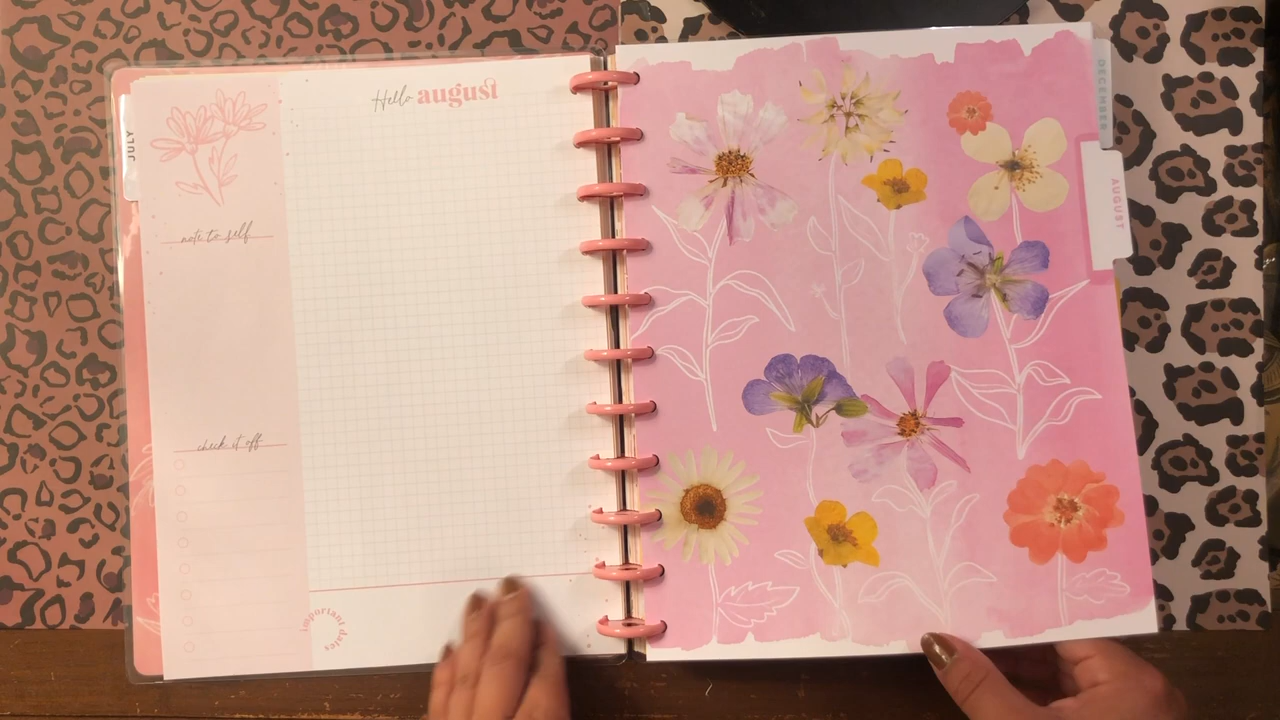 JULY
Hello august
note to self
check it off
important dates
DECEMBER
AUGUST